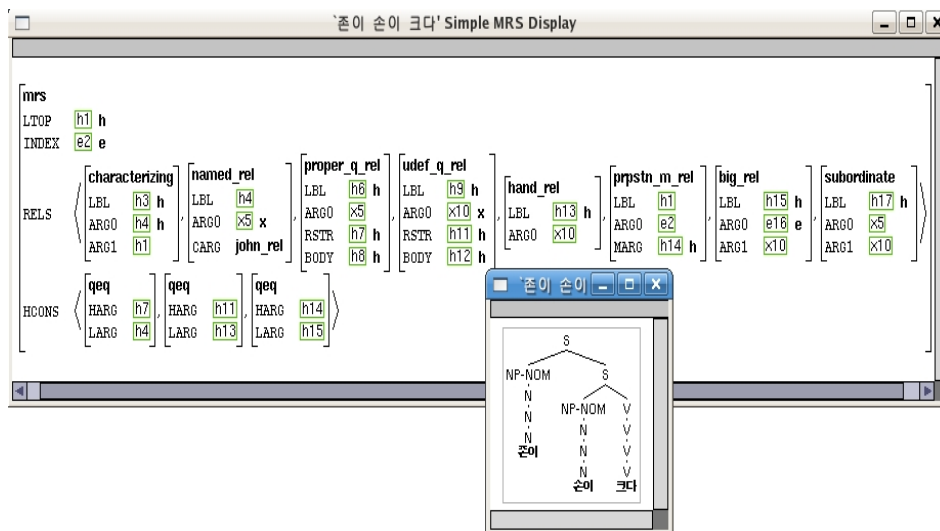 `존이 손이 크다' Simple MRS Display
mrs
LTOP h1 h
INDEX e2 e
RELS
characterizing
LBL h3 h
ARG0 h4 h
ARG1 h1
named_rel
LBL h4
ARG0 x5 x
CARG john_rel
proper_q_rel
LBL h6 h
ARG0 x5
RSTR h7 h
BODY h8 h
udef_q_rel
LBL h9 h
ARG0 x10 x
RSTR h11 h
BODY h12 h
hand_rel
LBL h13 h
ARG0 x10
prpstn_m_rel
LBL h1
ARG0 e2
MARG h14 h
big_rel
LBL h15 h
ARG0 e16 e
ARG1 x10
subordinate
LBL h17 h
ARG0 x5
ARG1 x10
HCONS
qeq
HARG h7
LARG h4
qeq
HARG h11
LARG h13
qeq
HARG h14
LARG h15
`존이 손이
S
NP-NOM S
N NP-NOM V
N N V
N N V
존이
N V
손이 크다